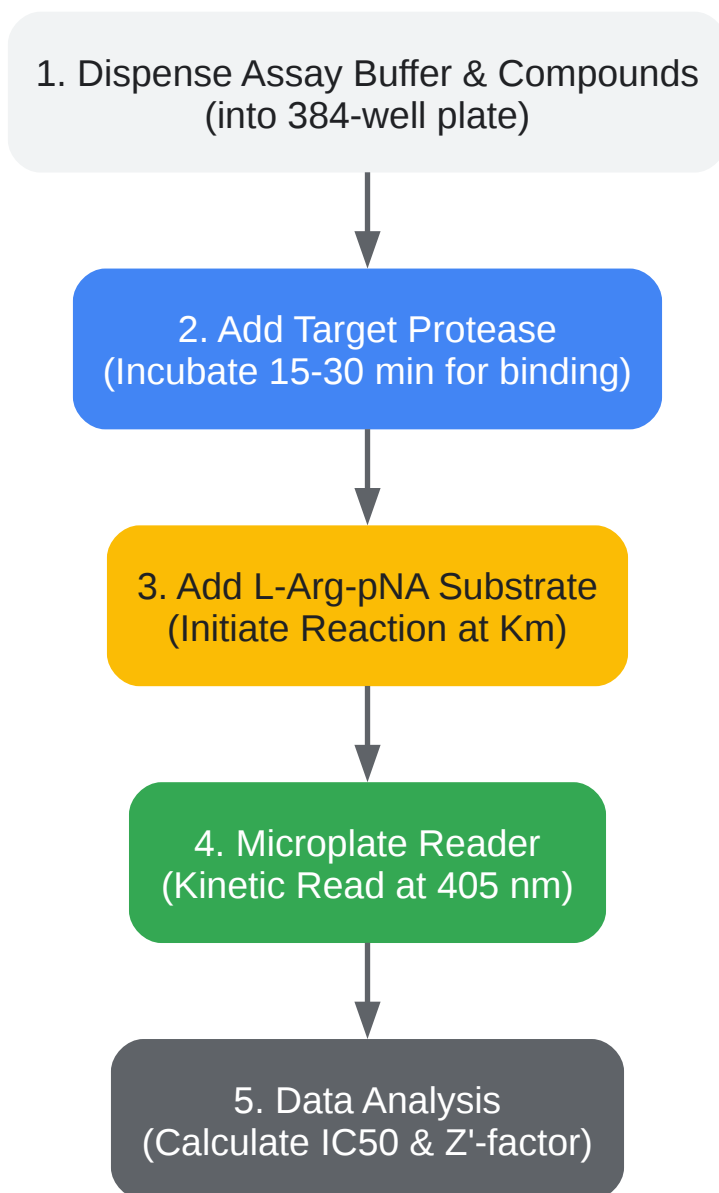 1. Dispense Assay Buffer & Compounds
(into 384-well plate)
2. Add Target Protease
(Incubate 15-30 min for binding)
3. Add L-Arg-pNA Substrate
(Initiate Reaction at Km)
4. Microplate Reader
(Kinetic Read at 405 nm)
5. Data Analysis
(Calculate IC50 & Z'-factor)